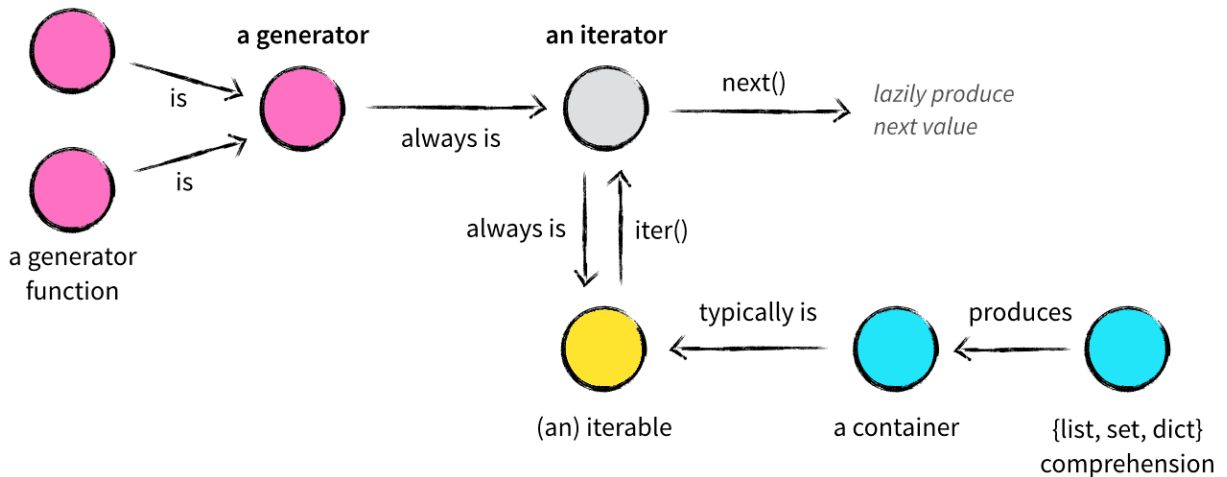 a generator
an iterator
is
always is
next()
lazily produce
next value
is
a generator
function
always is
iter()
typically is
produces
(an) iterable
a container
{list, set, dict}
comprehension